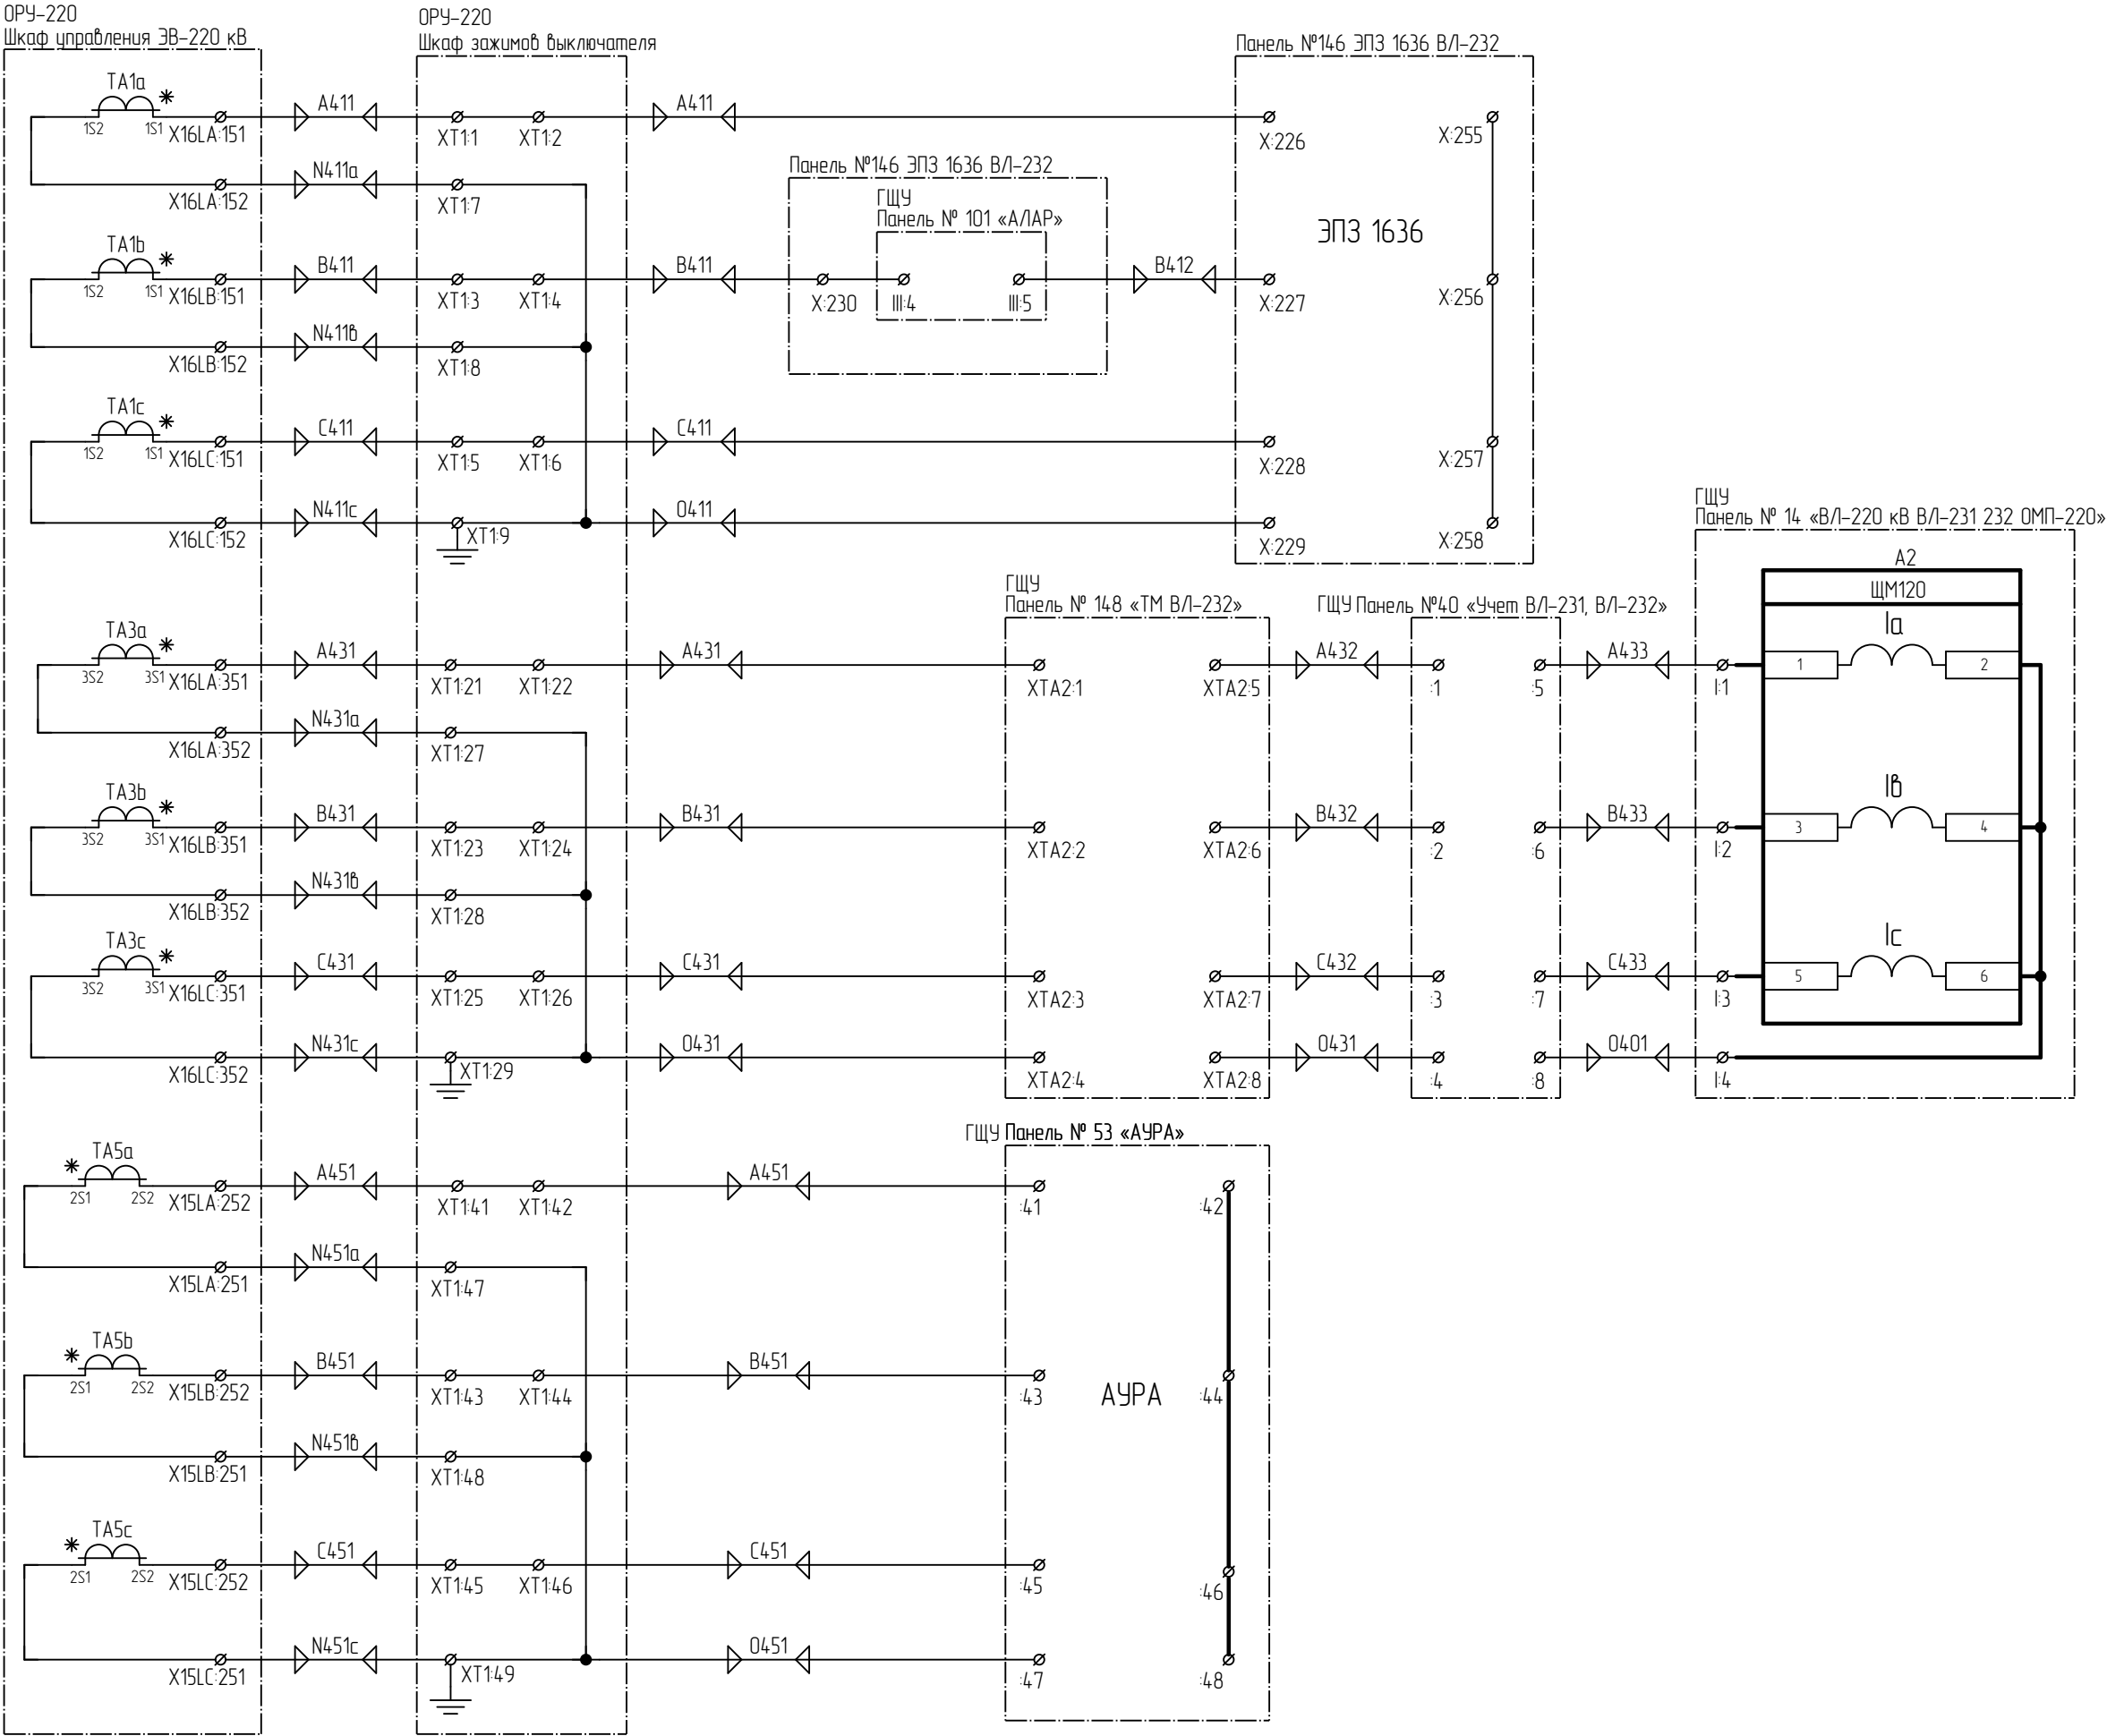 ОРУ-220
Шкаф управления ЭВ-220 кВ
ОРУ-220
Шкаф зажимов выключателя
Панель №146 ЭПЗ 1636 ВЛ-232
TA1a
*
1S2
1S1
X16LA:151
A411
XT1:1
XT1:2
A411
X:226
X:255
N411a
X16LA:152
XT1:7
Панель №146 ЭПЗ 1636 ВЛ-232
ГЩУ
Панель № 101 «АЛАР»
ЭПЗ 1636
TA1b
*
1S2
1S1
X16LB:151
B411
XT1:3
XT1:4
B411
X:230
III:4
III:5
B412
X:227
X:256
N411в
X16LB:152
XT1:8
TA1c
*
1S2
1S1
X16LC:151
C411
XT1:5
XT1:6
C411
X:228
X:257
N411c
X16LC:152
XT1:9
O411
X:229
X:258
ГЩУ
Панель № 14 «ВЛ-220 кВ ВЛ-231 232 ОМП-220»
A2
ЩМ120
ГЩУ
Панель № 148 «ТМ ВЛ-232»
ГЩУ Панель №40 «Учет ВЛ-231, ВЛ-232»
TA3a
*
3S2
3S1
X16LA:351
A431
XT1:21
XT1:22
A431
XTA2:1
XTA2:5
A432
:1
:5
A433
I:1
Ia
1
2
N431a
X16LA:352
XT1:27
TA3b
*
3S2
3S1
X16LB:351
B431
XT1:23
XT1:24
B431
XTA2:2
XTA2:6
B432
:2
:6
B433
I:2
Iв
3
4
N431в
X16LB:352
XT1:28
TA3c
*
3S2
3S1
X16LC:351
C431
XT1:25
XT1:26
C431
XTA2:3
XTA2:7
C432
:3
:7
C433
I:3
Ic
5
6
N431c
X16LC:352
XT1:29
O431
XTA2:4
XTA2:8
O431
:4
:8
O401
I:4
ГЩУ Панель № 53 «АУРА»
TA5a
*
2S1
2S2
X15LA:252
A451
XT1:41
XT1:42
A451
:41
:42
N451a
X15LA:251
XT1:47
TA5b
*
2S1
2S2
X15LB:252
B451
XT1:43
XT1:44
B451
:43
АУРА
:44
N451в
X15LB:251
XT1:48
TA5c
*
2S1
2S2
X15LC:252
C451
XT1:45
XT1:46
C451
:45
:46
N451c
X15LC:251
XT1:49
O451
:47
:48